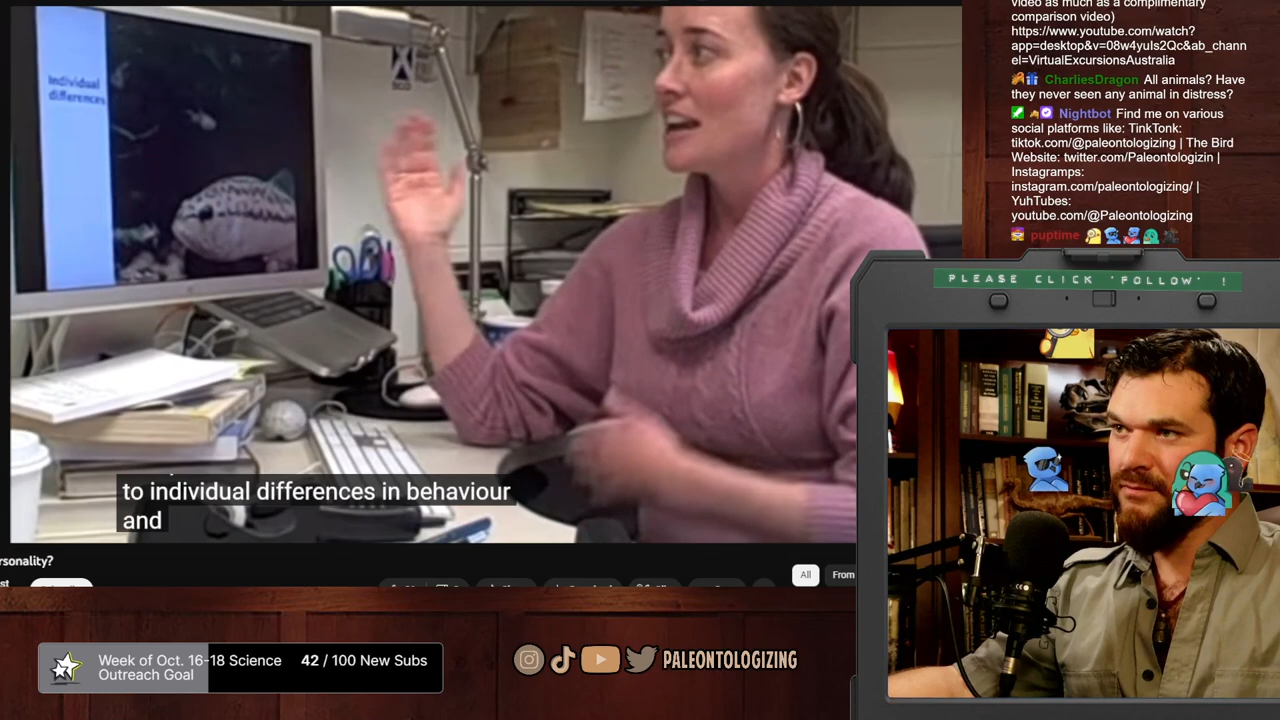 video as much as a complimentary
comparison video)
https://www.youtube.com/watch?
app=desktop&v=08w4yuIs2Qc&ab_chann
el=VirtualExcursionsAustralia
CharliesDragon All animals? Have
they never seen any animal in distress?
Nightbot Find me on various
social platforms like: TinkTonk:
tiktok.com/@paleontologizing | The Bird
Website: twitter.com/Paleontologizin |
Instagramps:
instagram.com/paleontologizing/ |
YuhTubes:
youtube.com/@Paleontologizing
puptime
Individual
differences
PLEASE CLICK "FOLLOW" !
to individual differences in behaviour
and
rsonality?
All
From
Week of Oct. 16-18 Science
Outreach Goal
42 / 100 New Subs
PALEONTOLOGIZING